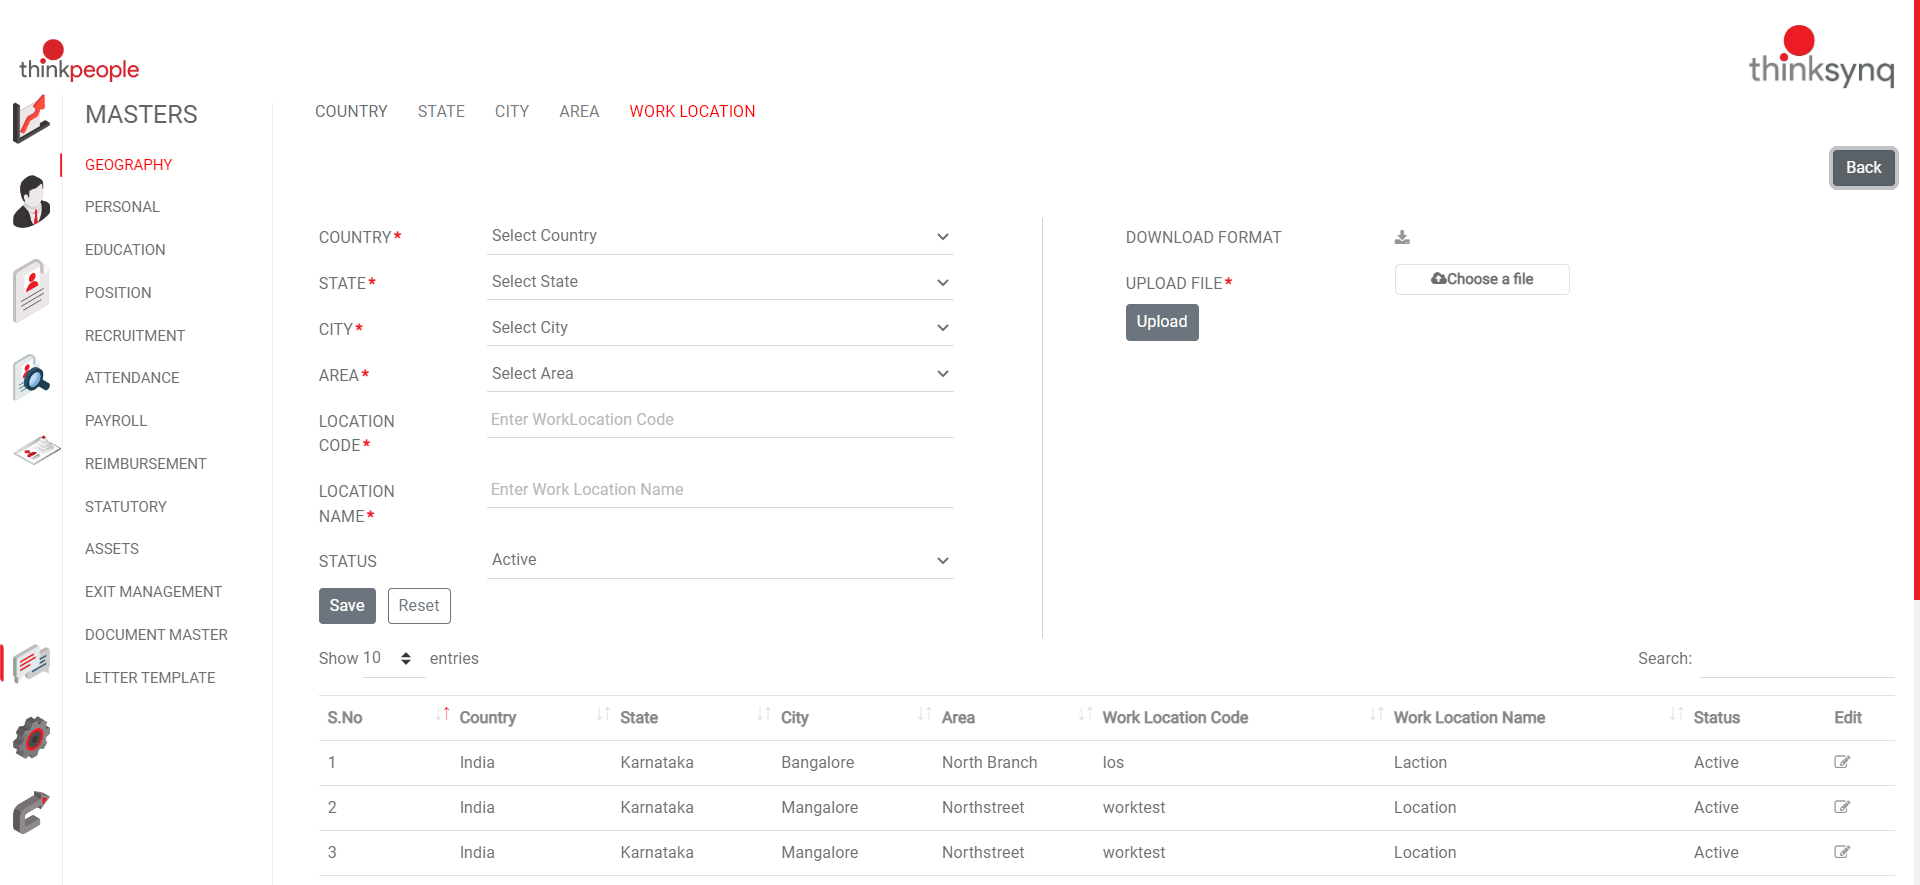 thinkpeople
thinksynq
MASTERS
COUNTRY STATE CITY AREA WORK LOCATION
GEOGRAPHY
PERSONAL
EDUCATION
POSITION
RECRUITMENT
ATTENDANCE
PAYROLL
REIMBURSEMENT
STATUTORY
ASSETS
EXIT MANAGEMENT
DOCUMENT MASTER
LETTER TEMPLATE
Back
COUNTRY* Select Country
STATE* Select State
CITY* Select City
AREA* Select Area
LOCATION
CODE* Enter WorkLocation Code
LOCATION
NAME* Enter Work Location Name
STATUS Active
Save Reset
DOWNLOAD FORMAT
UPLOAD FILE* Choose a file
Upload
Show 10 entries Search:
S.No Country State City Area Work Location Code Work Location Name Status Edit
1 India Karnataka Bangalore North Branch los Laction Active
2 India Karnataka Mangalore Northstreet worktest Location Active
3 India Karnataka Mangalore Northstreet worktest Location Active